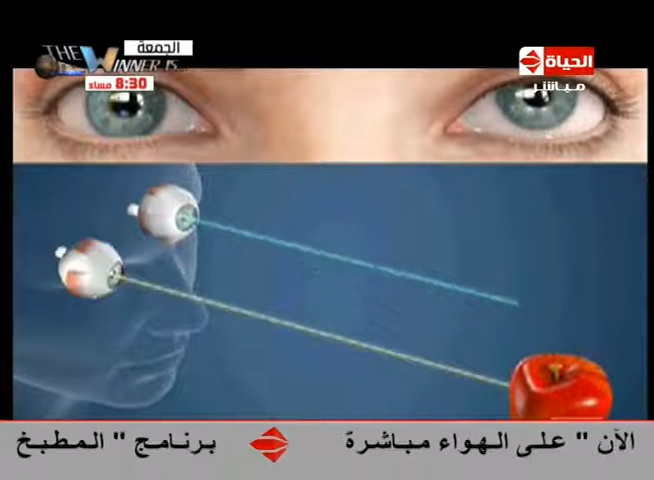 THE WINNER IS...
الجمعة
8:30 مساء
الحياة
مباشر
الآن " على الهواء مباشرة
برنامج " المطبخ